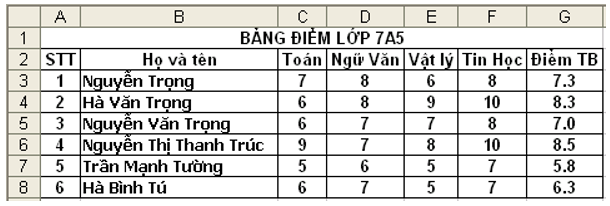 A B C D E F G
1 BẢNG ĐIỂM LỚP 7A5
2 STT Họ và tên Toán Ngữ Văn Vật lý Tin Học Điểm TB
3 1 Nguyễn Trọng 7 8 6 8 7.3
4 2 Hà Văn Trọng 6 8 9 10 8.3
5 3 Nguyễn Văn Trọng 6 7 7 8 7.0
6 4 Nguyễn Thị Thanh Trúc 9 7 8 10 8.5
7 5 Trần Mạnh Tường 5 6 5 7 5.8
8 6 Hà Bình Tú 6 7 5 7 6.3